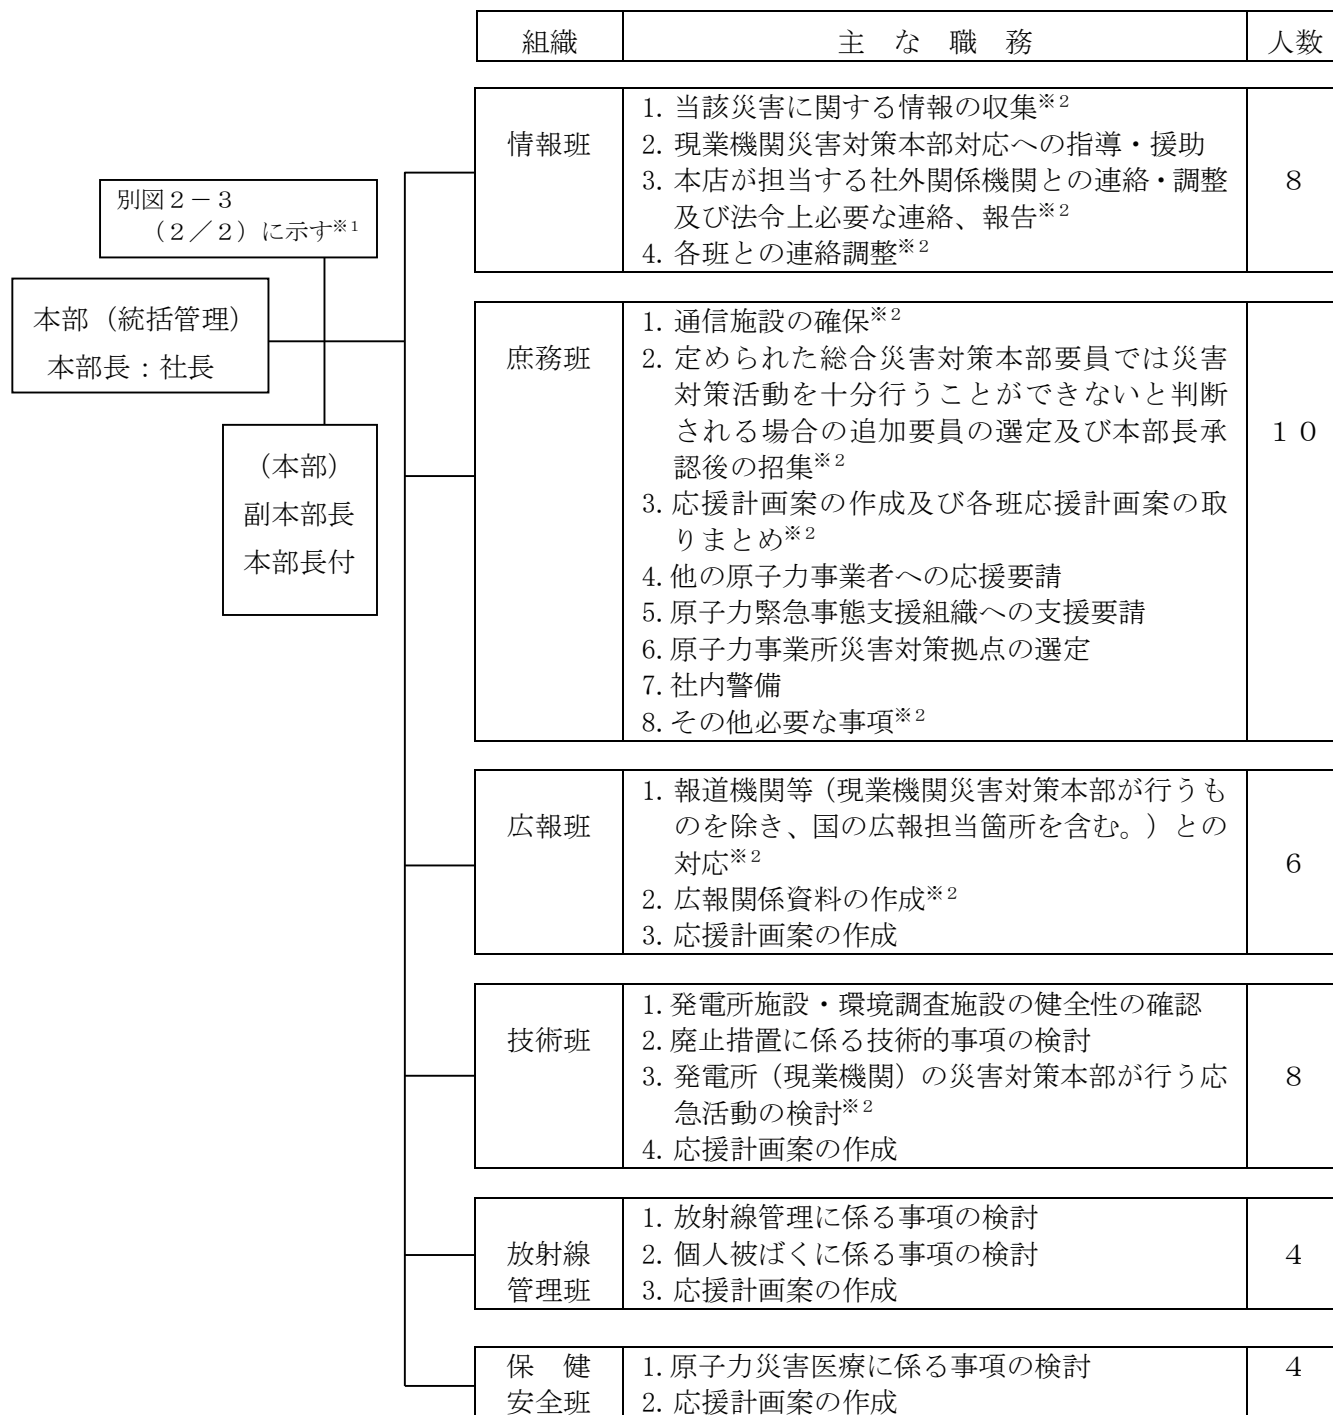 組織 主な職務 人数
別図2-3
(2/2)に示す※1
本部(統括管理)
本部長:社長
(本部)
副本部長
本部長付
情報班
1. 当該災害に関する情報の収集※2
2. 現業機関災害対策本部対応への指導・援助
3. 本店が担当する社外関係機関との連絡・調整
及び法令上必要な連絡、報告※2
4. 各班との連絡調整※2
8
庶務班
1. 通信施設の確保※2
2. 定められた総合災害対策本部要員では災害
対策活動を十分行うことができないと判断
される場合の追加要員の選定及び本部長承
認後の招集※2
3. 応援計画案の作成及び各班応援計画案の取
りまとめ※2
4. 他の原子力事業者への応援要請
5. 原子力緊急事態支援組織への支援要請
6. 原子力事業所災害対策拠点の選定
7. 社内警備
8. その他必要な事項※2
10
広報班
1. 報道機関等(現業機関災害対策本部が行うも
のを除き、国の広報担当箇所を含む。)との
対応※2
2. 広報関係資料の作成※2
3. 応援計画案の作成
6
技術班
1. 発電所施設・環境調査施設の健全性の確認
2. 廃止措置に係る技術的事項の検討
3. 発電所(現業機関)の災害対策本部が行う応
急活動の検討※2
4. 応援計画案の作成
8
放射線
管理班
1. 放射線管理に係る事項の検討
2. 個人被ばくに係る事項の検討
3. 応援計画案の作成
4
保健
安全班
1. 原子力災害医療に係る事項の検討
2. 応援計画案の作成
4